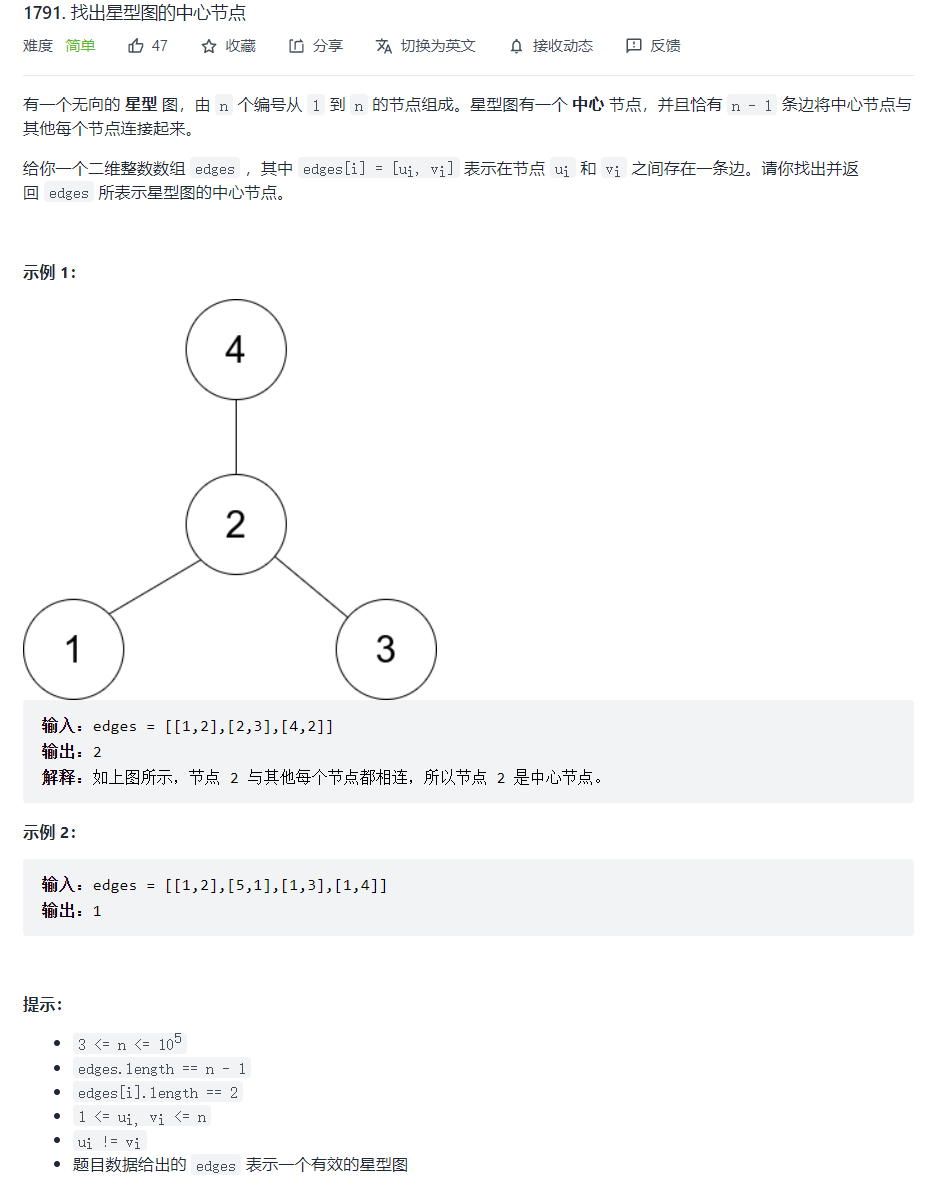 1791. 找出星型图的中心节点
难度 简单 47 收藏 分享 切换为英文 接收动态 反馈
有一个无向的 星型 图，由 n 个编号从 1 到 n 的节点组成。星型图有一个 中心 节点，并且恰有 n - 1 条边将中心节点与
其他每个节点连接起来。
给你一个二维整数数组 edges ，其中 edges[i] = [ui, vi] 表示在节点 ui 和 vi 之间存在一条边。请你找出并返
回 edges 所表示星型图的中心节点。
示例 1：
4
2
1 3
输入：edges = [[1,2],[2,3],[4,2]]
输出：2
解释：如上图所示，节点 2 与其他每个节点都相连，所以节点 2 是中心节点。
示例 2：
输入：edges = [[1,2],[5,1],[1,3],[1,4]]
输出：1
提示：
3 <= n <= 10^5
edges.length == n - 1
edges[i].length == 2
1 <= ui, vi <= n
ui != vi
题目数据给出的 edges 表示一个有效的星型图